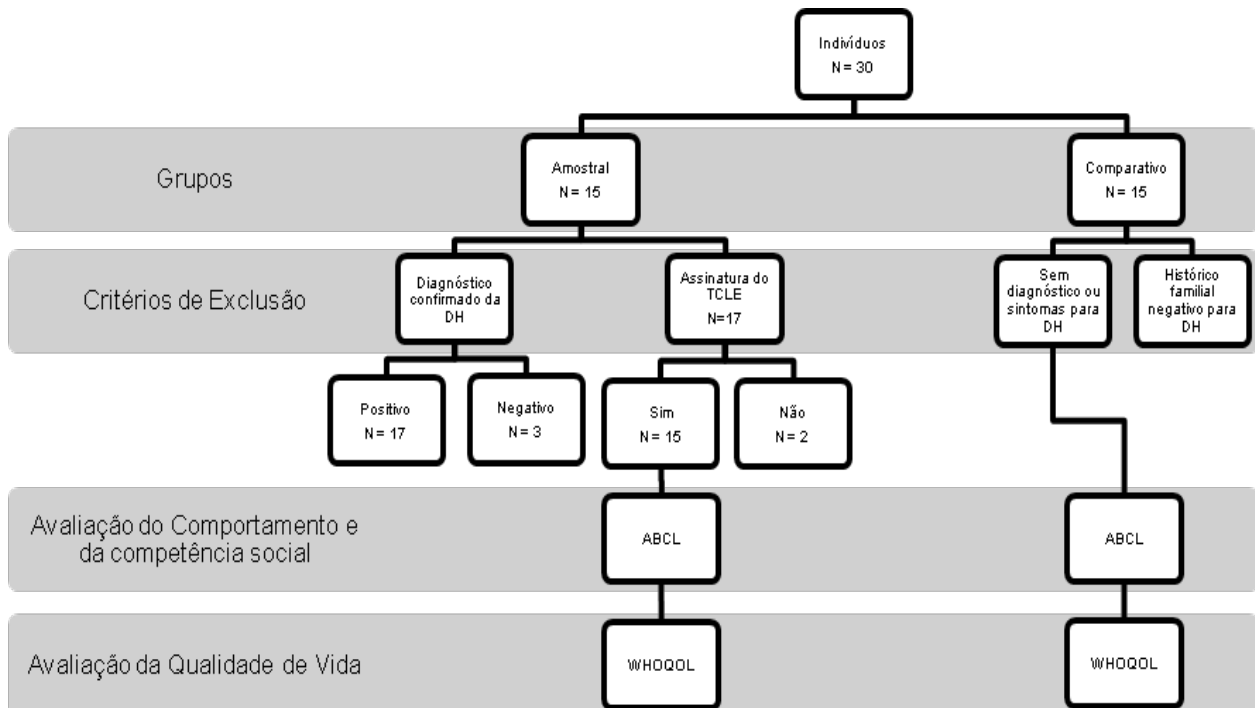 Indivíduos
N = 30
Grupos
Amostral
N = 15
Comparativo
N = 15
Critérios de Exclusão
Diagnóstico
confirmado da
DH
Assinatura do
TCLE
N=17
Sem
diagnóstico ou
sintomas para
DH
Histórico
familial
negativo para
DH
Positivo
N = 17
Negativo
N = 3
Sim
N = 15
Não
N = 2
Avaliação do Comportamento e
da competência social
ABCL
ABCL
Avaliação da Qualidade de Vida
WHOQOL
WHOQOL